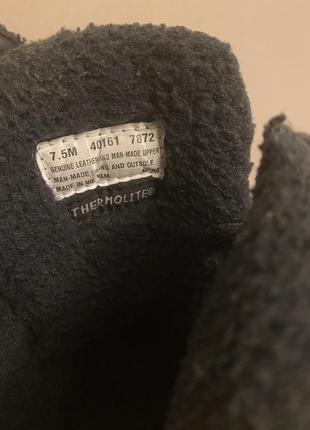 7.5M 40161 7872
GENUINE LEATHER AND MAN-MADE UPPER
MAN-MADE LINING AND OUTSOLE
MADE IN VIETNAM
THERMOLITE®